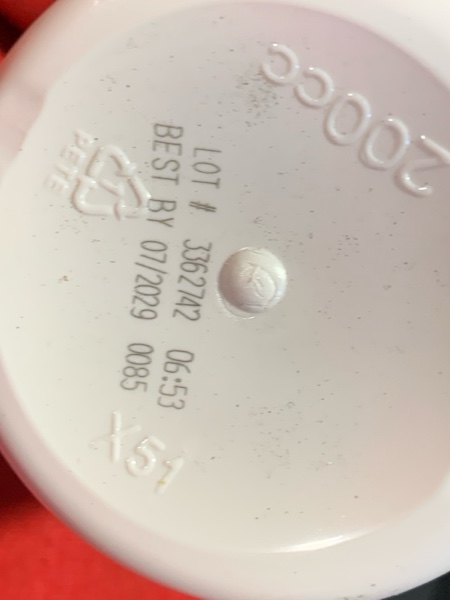 200cc
LOT # 3362742 06:53
BEST BY 07/2029 0085
PETE
X51